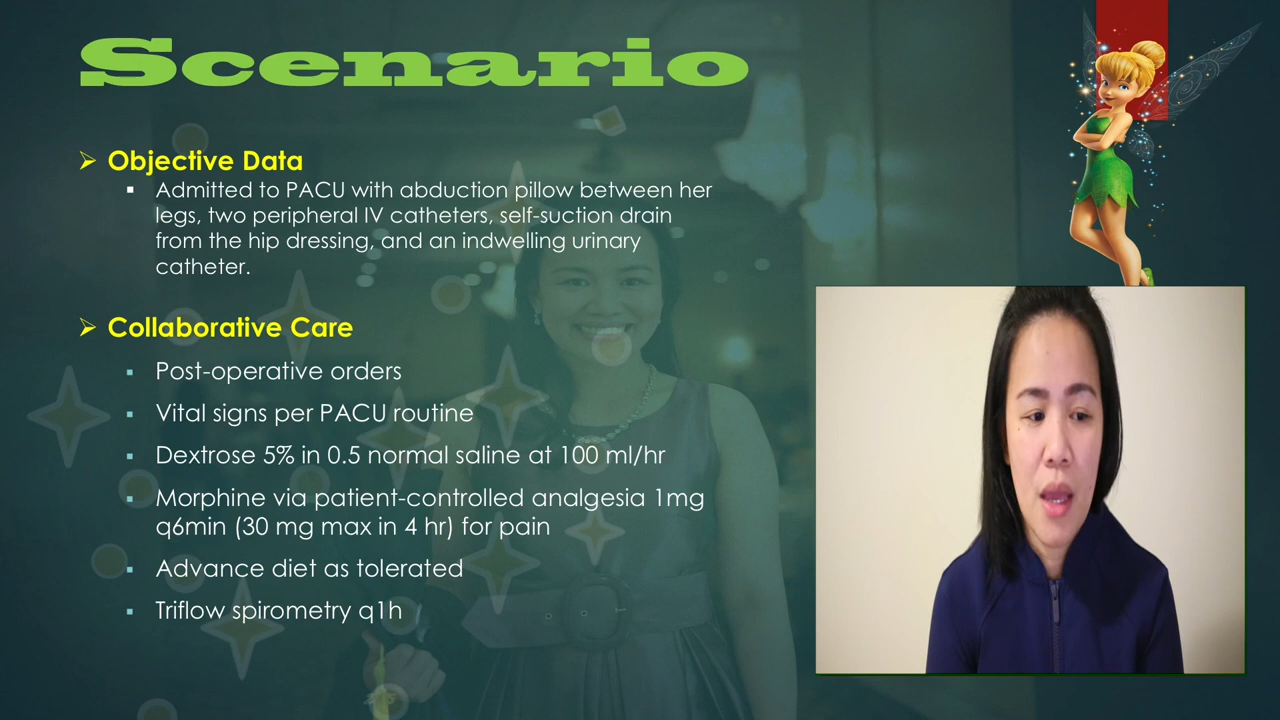 Scenario
Objective Data
Admitted to PACU with abduction pillow between her
legs, two peripheral IV catheters, self-suction drain
from the hip dressing, and an indwelling urinary
catheter.
Collaborative Care
Post-operative orders
Vital signs per PACU routine
Dextrose 5% in 0.5 normal saline at 100 ml/hr
Morphine via patient-controlled analgesia 1mg
q6min (30 mg max in 4 hr) for pain
Advance diet as tolerated
Triflow spirometry q1h